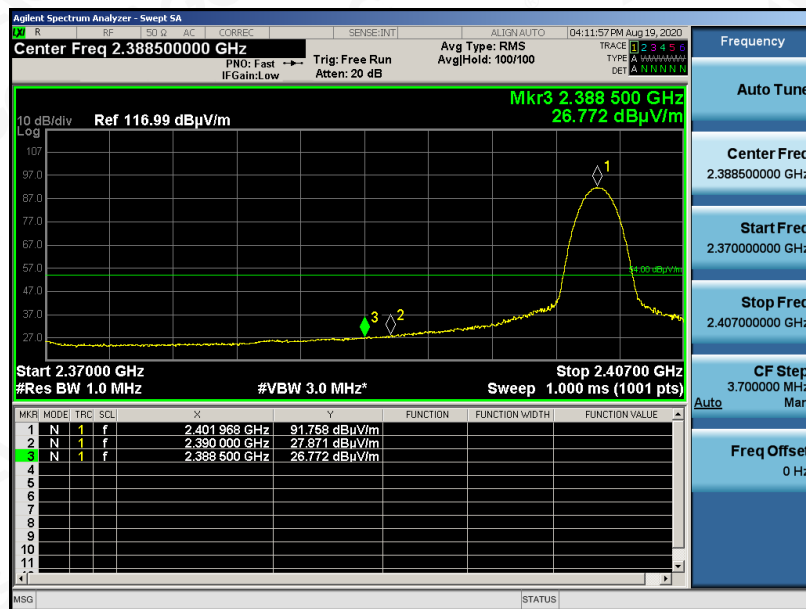 Agilent Spectrum Analyzer - Swept SA
LXI R RF 50 Ω AC CORREC SENSE:INT ALIGN AUTO 04:11:57 PM Aug 19, 2020
Center Freq 2.388500000 GHz
PNO: Fast
IFGain:Low
Trig: Free Run
Atten: 20 dB
Avg Type: RMS
Avg|Hold: 100/100
TRACE 1 2 3 4 5 6
TYPE A
DET A N N N N N
Mkr3 2.388 500 GHz
26.772 dBµV/m
10 dB/div Ref 116.99 dBµV/m
Log
107
97.0
87.0
77.0
67.0
57.0
47.0
37.0
27.0
1
54.00 dBµV/m
3
2
Start 2.37000 GHz Stop 2.40700 GHz
#Res BW 1.0 MHz #VBW 3.0 MHz* Sweep 1.000 ms (1001 pts)
MKR MODE TRC SCL X Y FUNCTION FUNCTION WIDTH FUNCTION VALUE
1 N 1 f 2.401 968 GHz 91.758 dBµV/m
2 N 1 f 2.390 000 GHz 27.871 dBµV/m
3 N 1 f 2.388 500 GHz 26.772 dBµV/m
4
5
6
7
8
9
10
11
MSG STATUS
Frequency
Auto Tune
Center Freq
2.388500000 GHz
Start Freq
2.370000000 GHz
Stop Freq
2.407000000 GHz
CF Step
3.700000 MHz
Auto Man
Freq Offset
0 Hz